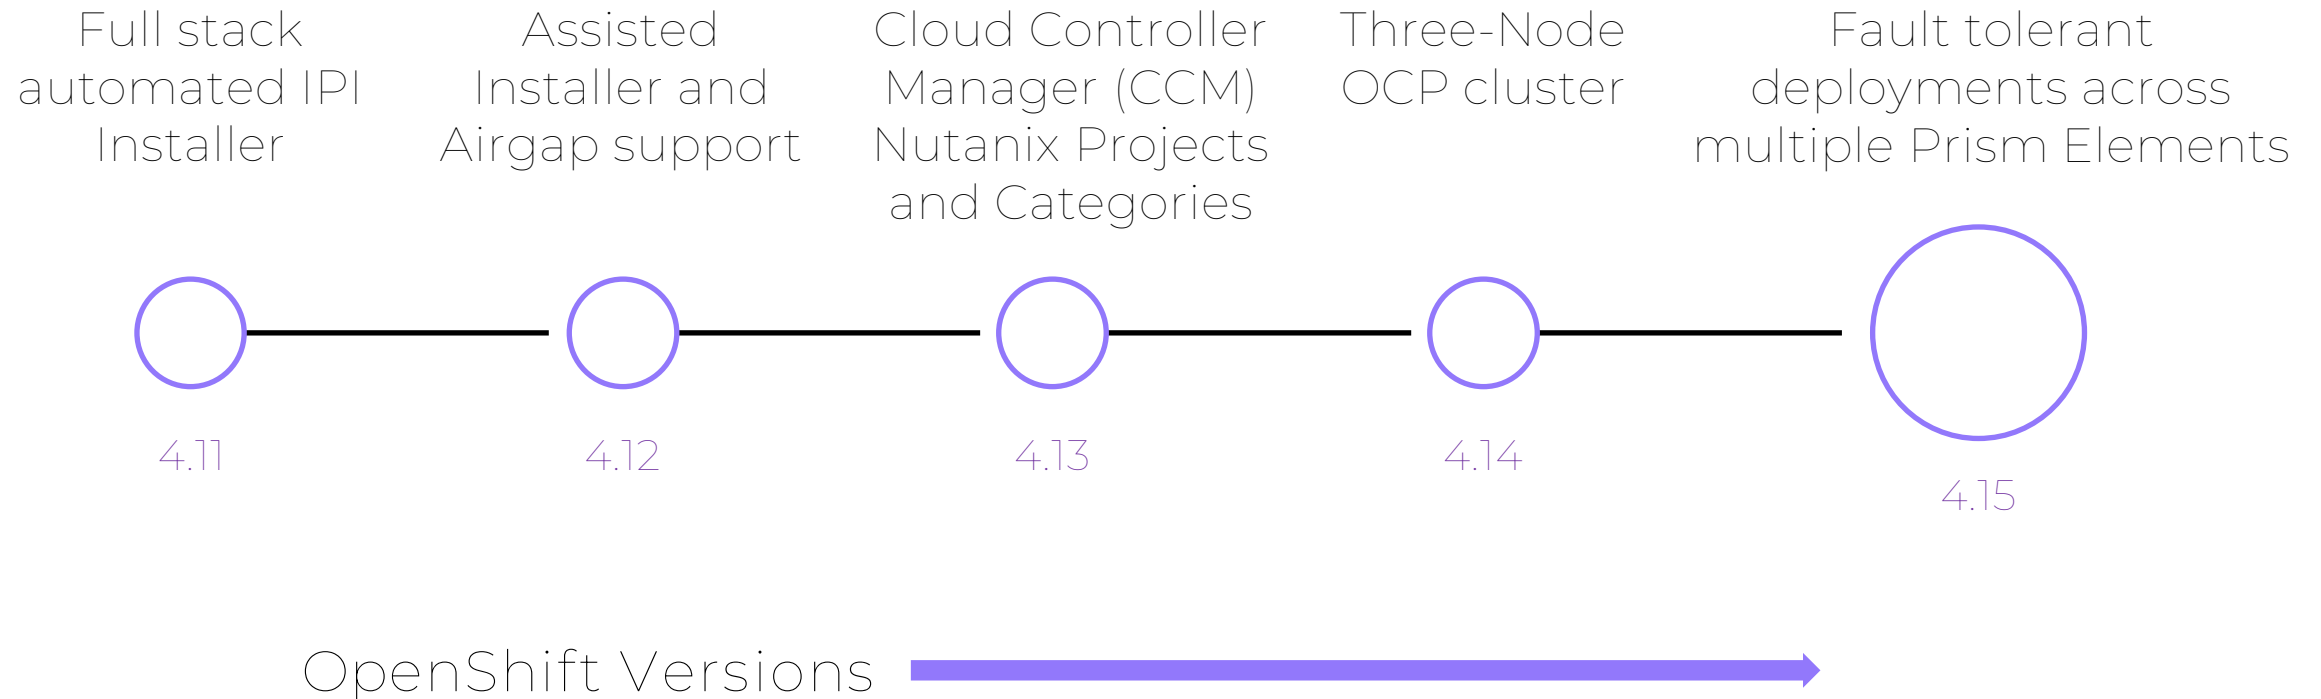 Full stack
automated IPI
Installer
Assisted
Installer and
Airgap support
Cloud Controller
Manager (CCM)
Nutanix Projects
and Categories
Three-Node
OCP cluster
Fault tolerant
deployments across
multiple Prism Elements
4.11
4.12
4.13
4.14
4.15
OpenShift Versions